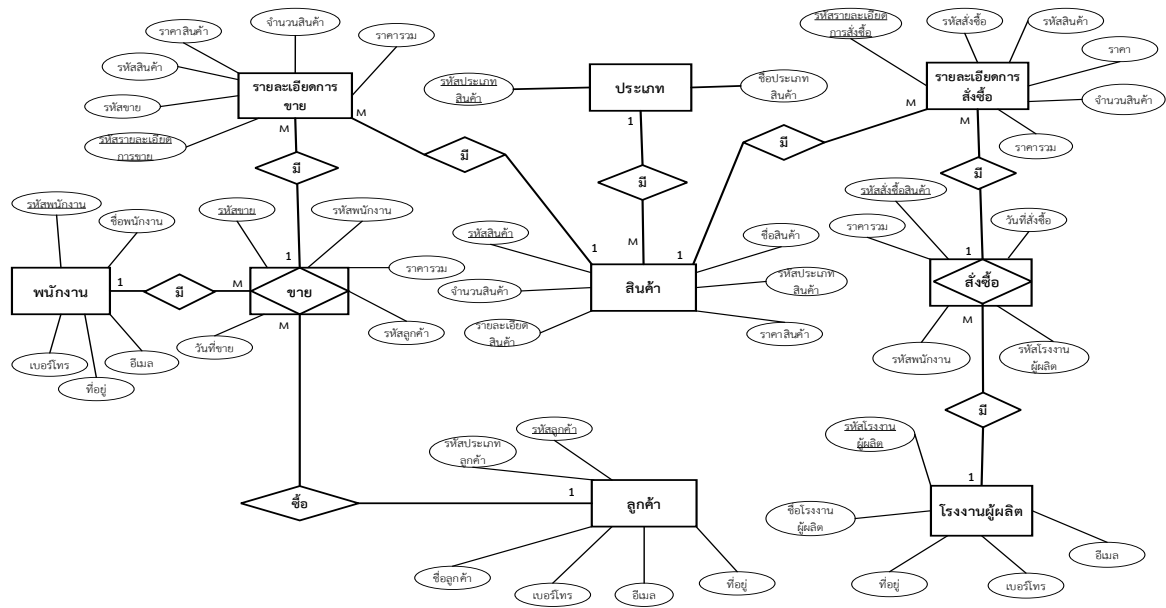 จำนวนสินค้า
ราคาสินค้า
ราคารวม
รหัสสินค้า
รายละเอียดการ
ขาย
รหัสขาย
รหัสรายละเอียด
การขาย
M
M
มี
มี
ประเภท
รหัสประเภท
สินค้า
ชื่อประเภท
สินค้า
1
มี
M
รหัสรายละเอียด
การสั่งซื้อ
รหัสสั่งซื้อ
รหัสสินค้า
ราคา
รายละเอียดการ
สั่งซื้อ
จำนวนสินค้า
ราคารวม
M
M
มี
มี
รหัสพนักงาน
ชื่อพนักงาน
พนักงาน
1
มี
M
เบอร์โทร
ที่อยู่
อีเมล
รหัสขาย
รหัสพนักงาน
1
ราคารวม
ขาย
M
วันที่ขาย
รหัสลูกค้า
1
รหัสสินค้า
1
ชื่อสินค้า
จำนวนสินค้า
สินค้า
รหัสประเภท
สินค้า
รายละเอียด
สินค้า
ราคาสินค้า
รหัสสั่งซื้อสินค้า
ราคารวม
วันที่สั่งซื้อ
1
สั่งซื้อ
M
รหัสพนักงาน
รหัสโรงงาน
ผู้ผลิต
มี
1
ซื้อ
1
รหัสลูกค้า
รหัสประเภท
ลูกค้า
ลูกค้า
ชื่อลูกค้า
เบอร์โทร
อีเมล
ที่อยู่
รหัสโรงงาน
ผู้ผลิต
ชื่อโรงงาน
ผู้ผลิต
โรงงานผู้ผลิต
ที่อยู่
เบอร์โทร
อีเมล